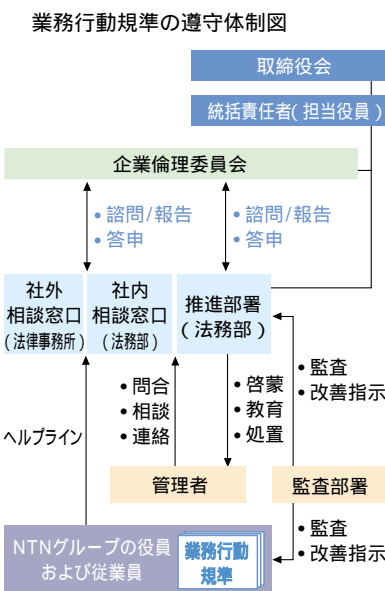 業務行動規準の遵守体制図
取締役会
統括責任者(担当役員)
企業倫理委員会
•諮問/報告
•答申
•諮問/報告
•答申
社外
相談窓口
(法律事務所)
社内
相談窓口
(法務部)
推進部署
(法務部)
•監査
•改善指示
•問合
•相談
•連絡
•啓蒙
•教育
•処置
ヘルプライン
管理者
監査部署
•監査
•改善指示
NTNグループの役員
および従業員
業務行動
規準